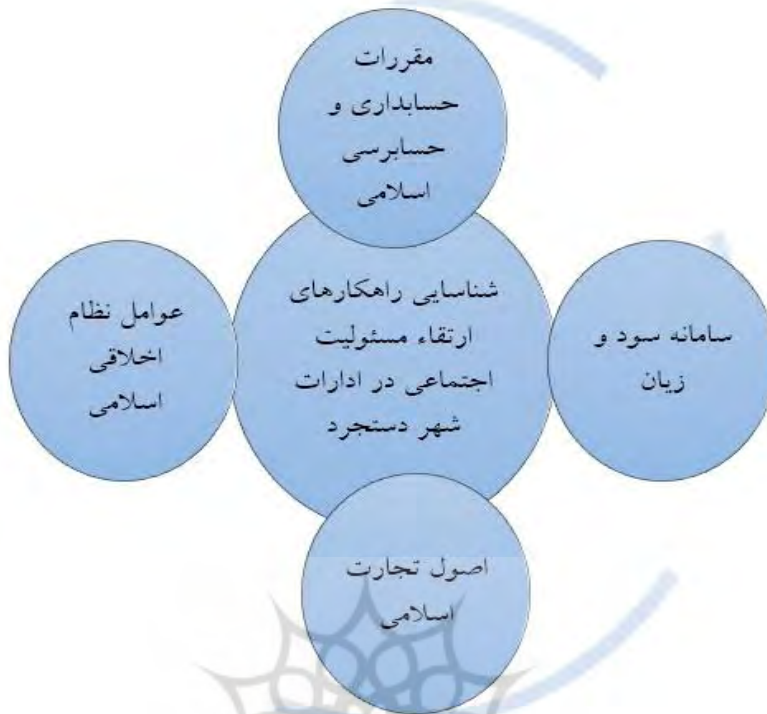 مقررات
حسابداری و
حسابرسی
اسلامی
شناسایی راهکارهای
ارتقاء مسئولیت
اجتماعی در ادارات
شهر دستجرد
سامانه سود و
زیان
عوامل نظام
اخلاقی
اسلامی
اصول تجارت
اسلامی